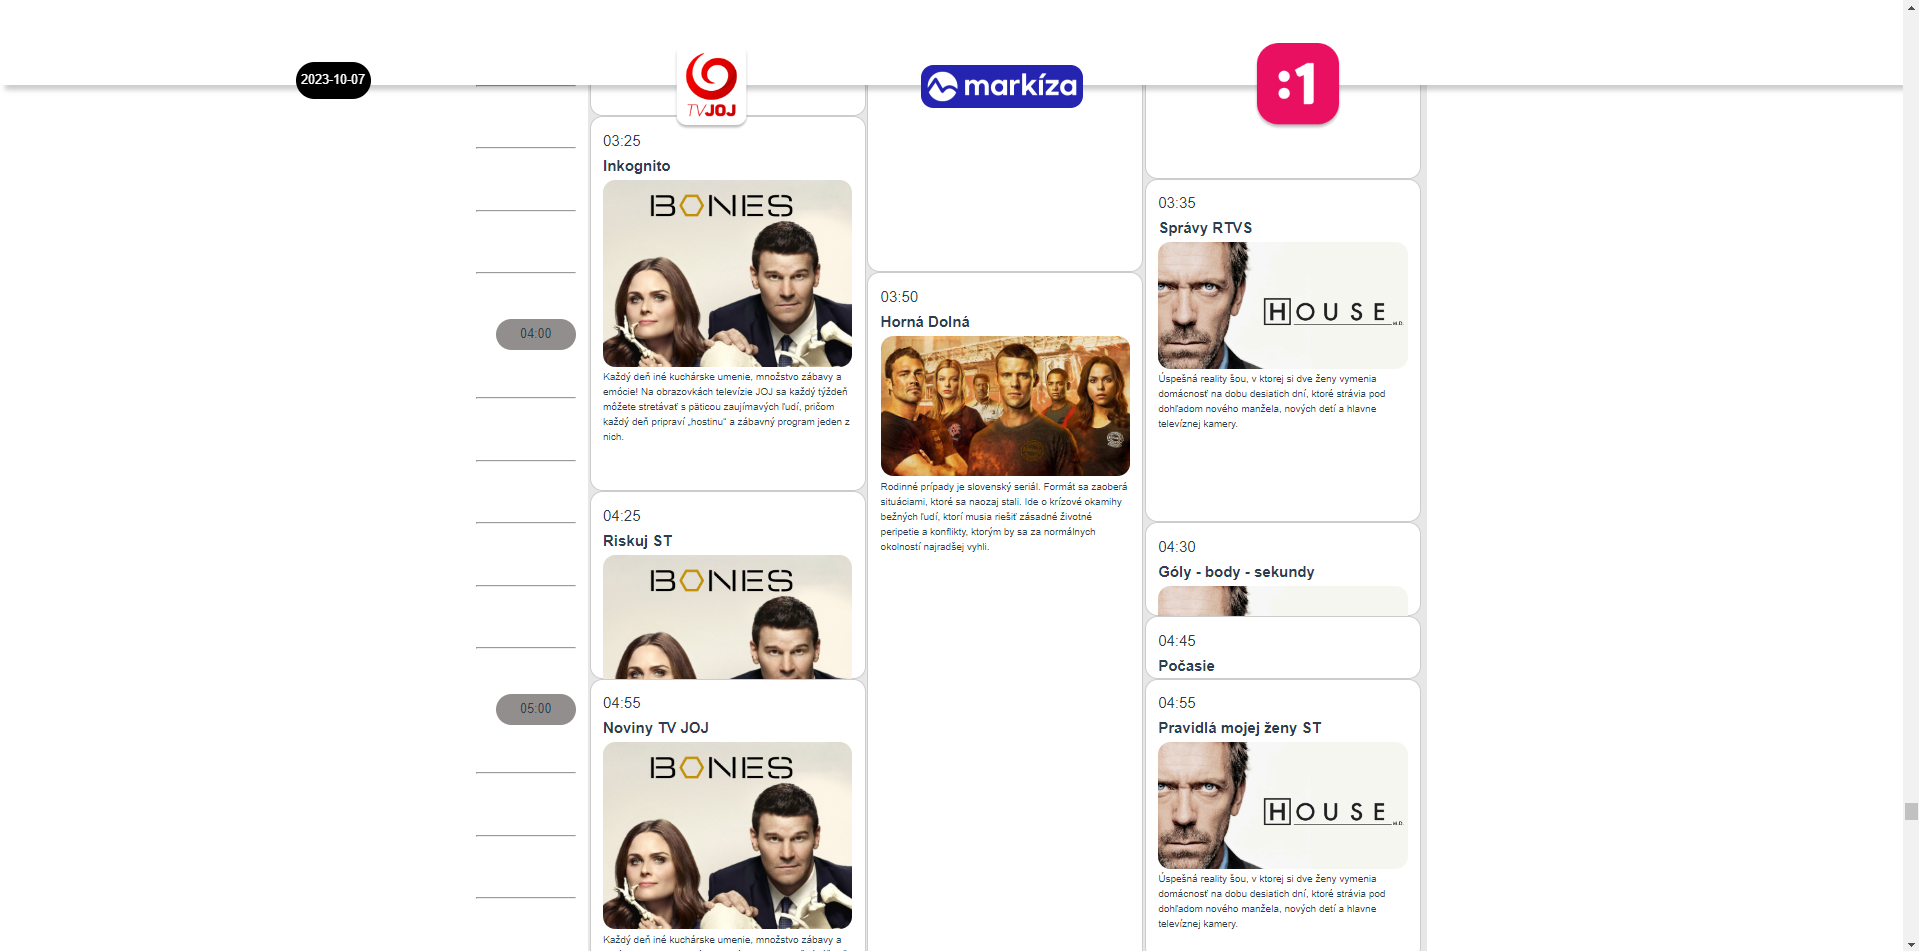 2023-10-07
TVJOJ
markíza
:1
03:25
Inkognito
BONES
Každý deň iné kuchárske umenie, množstvo zábavy a
emócie! Na obrazovkách televízie JOJ sa každý týždeň
môžete stretávať s päticou zaujímavých ľudí, pričom
každý deň pripraví „hostinu“ a zábavný program jeden z
nich.
04:25
Riskuj ST
BONES
04:55
Noviny TV JOJ
BONES
Každý deň iné kuchárske umenie, množstvo zábavy a
03:50
Horná Dolná
Rodinné prípady je slovenský seriál. Formát sa zaoberá
situáciami, ktoré sa naozaj stali. Ide o krízové okamihy
bežných ľudí, ktorí musia riešiť zásadné životné
peripetie a konflikty, ktorým by sa za normálnych
okolností najradšej vyhli.
03:35
Správy RTVS
HOUSE M.D.
Úspešná reality šou, v ktorej si dve ženy vymenia
domácnosť na dobu desiatich dní, ktoré strávia pod
dohľadom nového manžela, nových detí a hlavne
televíznej kamery.
04:30
Góly - body - sekundy
04:45
Počasie
04:55
Pravidlá mojej ženy ST
HOUSE M.D.
Úspešná reality šou, v ktorej si dve ženy vymenia
domácnosť na dobu desiatich dní, ktoré strávia pod
dohľadom nového manžela, nových detí a hlavne
televíznej kamery.
04:00
05:00